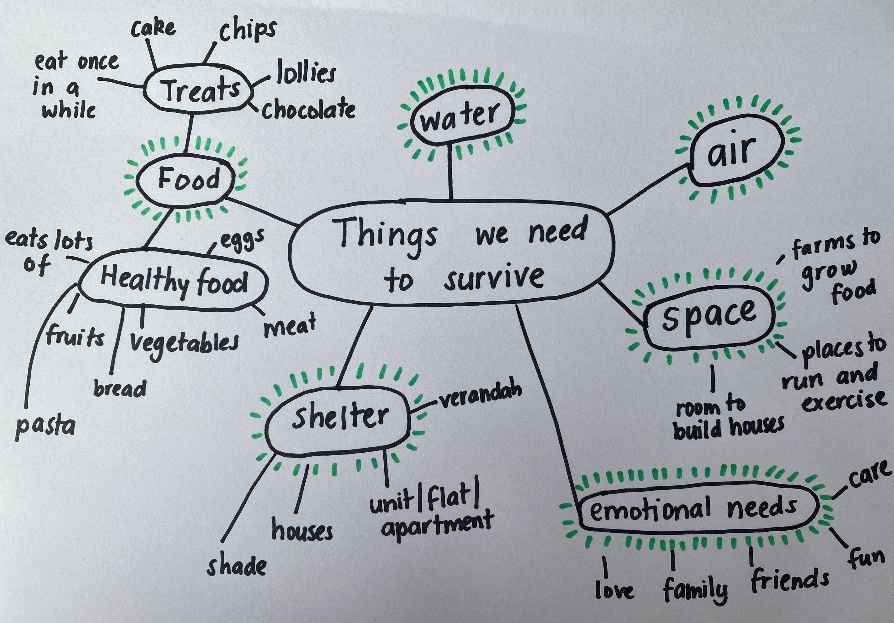 cake
chips
eat once
in a
while
Treats
lollies
chocolate
water
air
Food
Things we need
to survive
eats lots
of
Healthy food
eggs
fruits
vegetables
meat
bread
pasta
space
farms to
grow
food
places to
run and
exercise
room to
build houses
shelter
verandah
shade
houses
unit/flat/
apartment
emotional needs
care
fun
love
family
friends